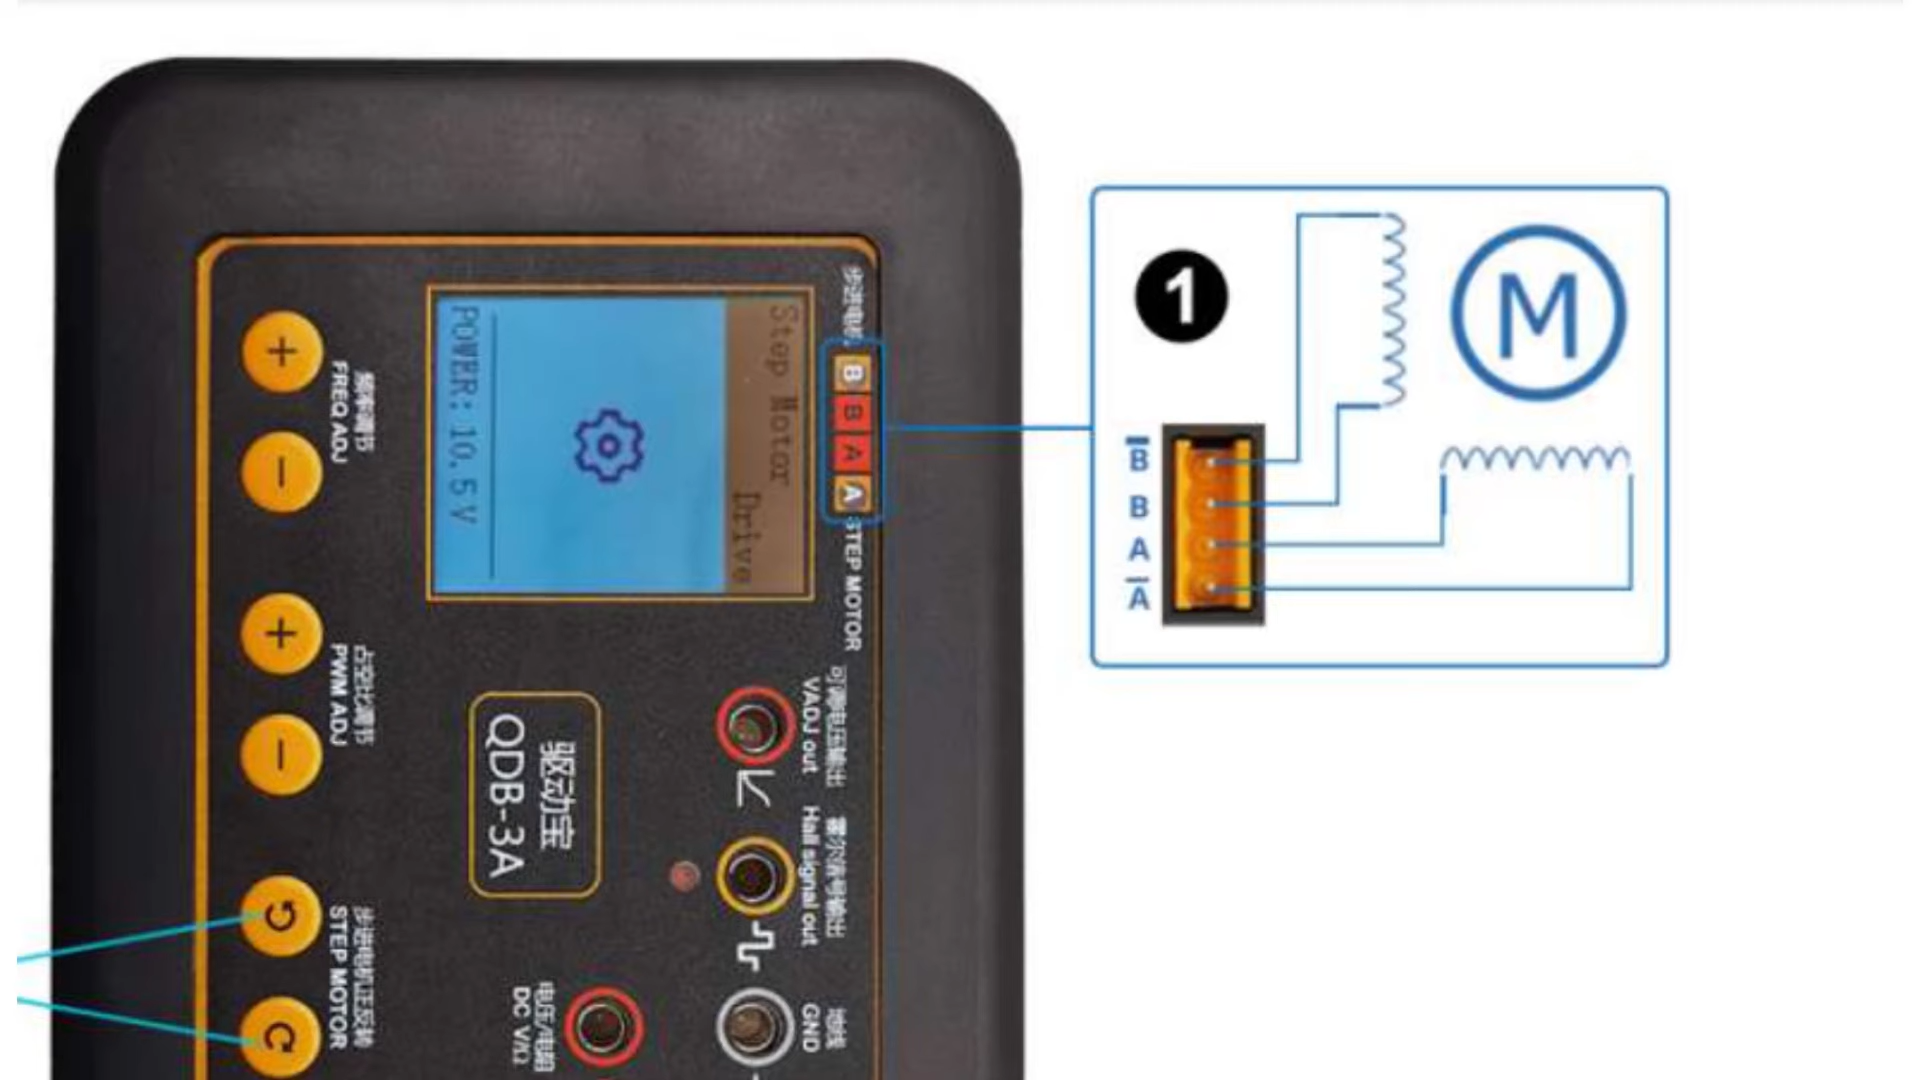 步进电机
B
B
A
A
STEP MOTOR
Step Motor
Drive
POWER: 10.5V
+
频率调节
FREQ ADJ
−
+
占空比调节
PWM ADJ
−
步进电机正反转
STEP MOTOR
驱动宝
QDB-3A
可调电压输出
VADJ out
霍尔信号输出
Hall signal out
地线
GND
电压/电阻
DC V/Ω
1
M
B̅
B
A
A̅